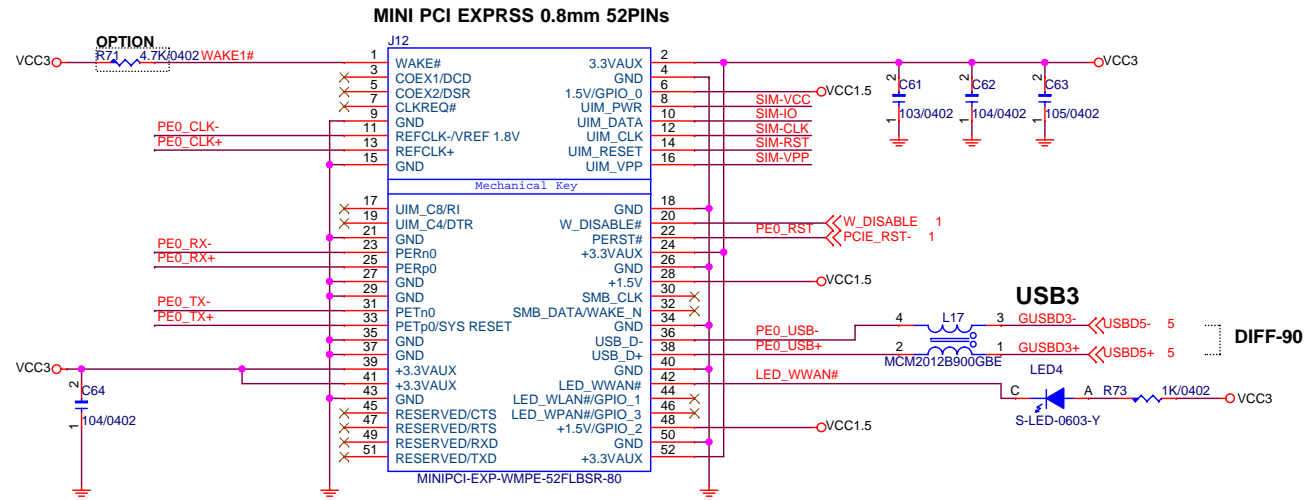 MINI PCI EXPRSS 0.8mm 52PINs
OPTION
J12
VCC3 R71 4.7K/0402 WAKE1# 1 WAKE# 3.3VAUX 2 VCC3
3 COEX1/DCD GND 4
5 COEX2/DSR 1.5V/GPIO_0 6 VCC1.5
7 CLKREQ# UIM_PWR 8 SIM-VCC
9 GND UIM_DATA 10 SIM-IO
PE0_CLK- 11 REFCLK-/VREF 1.8V UIM_CLK 12 SIM-CLK
PE0_CLK+ 13 REFCLK+ UIM_RESET 14 SIM-RST
15 GND UIM_VPP 16 SIM-VPP
2 C61 1 103/0402
2 C62 1 104/0402
2 C63 1 105/0402
Mechanical Key
17 UIM_C8/RI GND 18
19 UIM_C4/DTR W_DISABLE# 20 W_DISABLE 1
21 GND PERST# 22 PE0_RST PCIE_RST- 1
PE0_RX- 23 PERn0 +3.3VAUX 24
PE0_RX+ 25 PERp0 GND 26
27 GND +1.5V 28 VCC1.5
29 GND SMB_CLK 30
PE0_TX- 31 PETn0 SMB_DATA/WAKE_N 32
PE0_TX+ 33 PETp0/SYS RESET GND 34
35 GND USB_D- 36 PE0_USB-
37 GND USB_D+ 38 PE0_USB+
VCC3 39 +3.3VAUX GND 40
41 +3.3VAUX LED_WWAN# 42 LED_WWAN#
43 GND LED_WLAN#/GPIO_1 44
45 RESERVED/CTS LED_WPAN#/GPIO_3 46
47 RESERVED/RTS +1.5V/GPIO_2 48 VCC1.5
49 RESERVED/RXD GND 50
51 RESERVED/TXD +3.3VAUX 52
MINIPCI-EXP-WMPE-52FLBSR-80
2 C64 1 104/0402
USB3
4 L17 3 GUSBD3- USBD5- 5
2 1 GUSBD3+ USBD5+ 5
DIFF-90
MCM2012B900GBE
LED4
C A R73 1K/0402 VCC3
S-LED-0603-Y